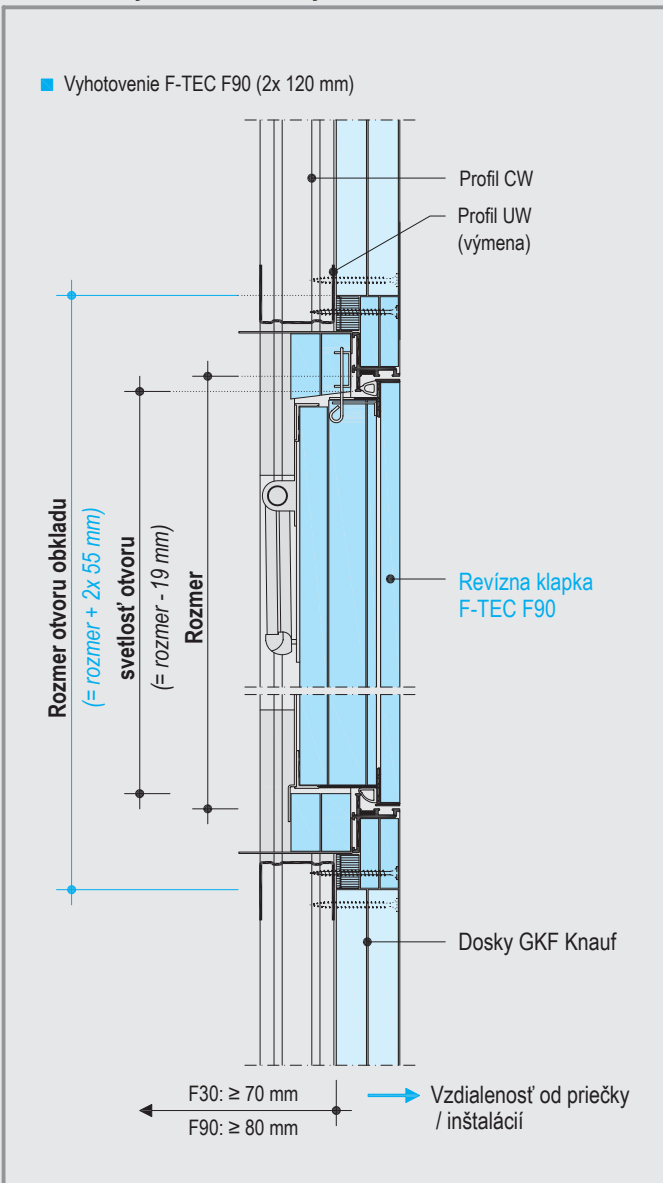 Vyhotovenie F-TEC F90 (2x 120 mm)
Profil CW
Profil UW
(výmena)
Rozmer otvoru obkladu
(= rozmer + 2x 55 mm)
svetlosť otvoru
(= rozmer - 19 mm)
Rozmer
Revízna klapka
F-TEC F90
Dosky GKF Knauf
F30: ≥ 70 mm
F90: ≥ 80 mm
Vzdialenosť od priečky
/ inštalácií